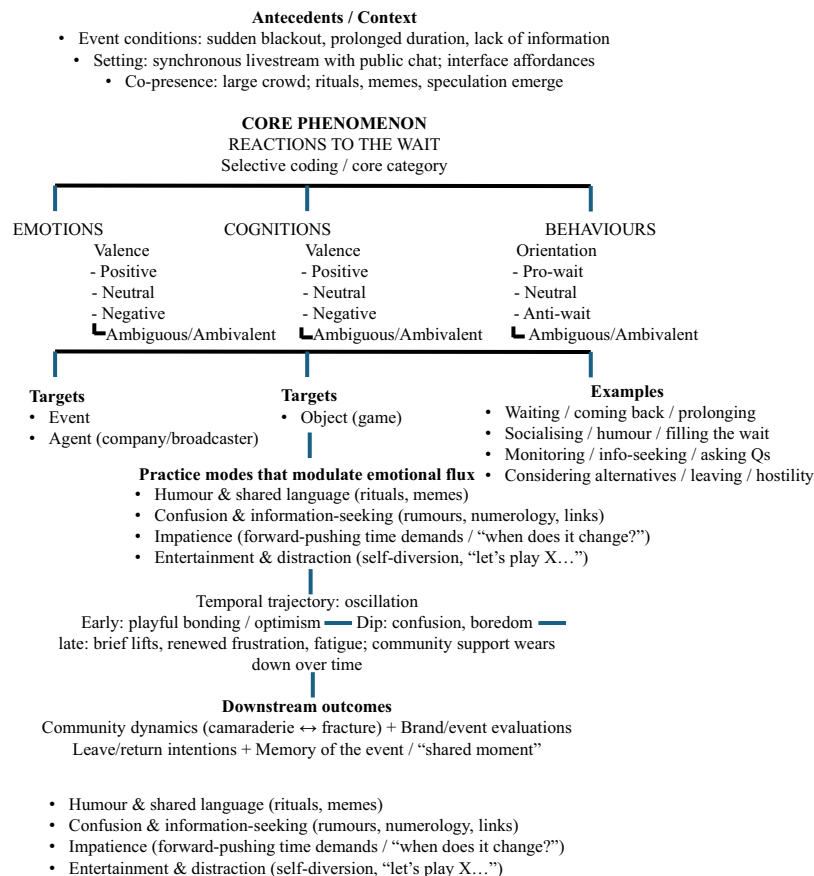 Antecedents / Context
• Event conditions: sudden blackout, prolonged duration, lack of information
• Setting: synchronous livestream with public chat; interface affordances
• Co-presence: large crowd; rituals, memes, speculation emerge
CORE PHENOMENON
REACTIONS TO THE WAIT
Selective coding / core category
EMOTIONS
Valence
- Positive
- Neutral
- Negative
Ambiguous/Ambivalent
COGNITIONS
Valence
- Positive
- Neutral
- Negative
Ambiguous/Ambivalent
BEHAVIOURS
Orientation
- Pro-wait
- Neutral
- Anti-wait
Ambiguous/Ambivalent
Targets
• Event
• Agent (company/broadcaster)
Targets
• Object (game)
Examples
• Waiting / coming back / prolonging
• Socialising / humour / filling the wait
• Monitoring / info-seeking / asking Qs
• Considering alternatives / leaving / hostility
Practice modes that modulate emotional flux
• Humour & shared language (rituals, memes)
• Confusion & information-seeking (rumours, numerology, links)
• Impatience (forward-pushing time demands / “when does it change?”)
• Entertainment & distraction (self-diversion, “let’s play X…”)
Temporal trajectory: oscillation
Early: playful bonding / optimism — Dip: confusion, boredom —
late: brief lifts, renewed frustration, fatigue; community support wears
down over time
Downstream outcomes
Community dynamics (camaraderie ↔ fracture) + Brand/event evaluations
Leave/return intentions + Memory of the event / “shared moment”
• Humour & shared language (rituals, memes)
• Confusion & information-seeking (rumours, numerology, links)
• Impatience (forward-pushing time demands / “when does it change?”)
• Entertainment & distraction (self-diversion, “let’s play X…”)